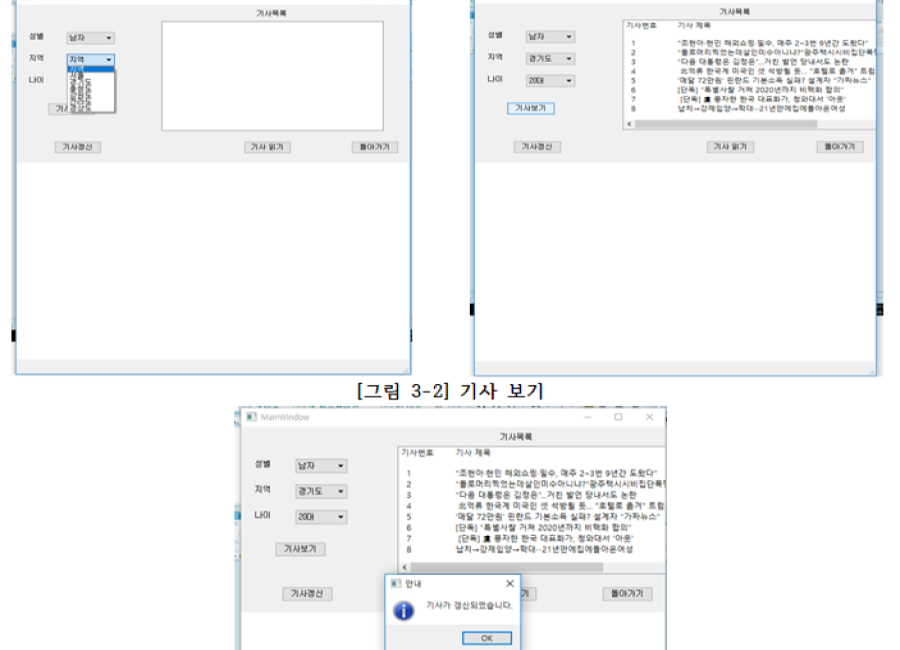 기사목록
성별 남자
지역 지역
지역
서울
경기도
나이
기사갱신 기사 읽기 돌아가기
기사목록
성별 남자
지역 경기도
나이 20대
기사보기
기사번호 기사 제목
1 "조현아·현민 해외쇼핑·밀수, 매주 2~3번 9년간 도왔다"
2 "몰로머리찍었는데살인미수아니냐?"광주택시시비집단폭행
3 "다음 대통령은 김정은"…거친 발언 당내서도 논란
4 北억류 한국계 미국인 셋 석방될 듯… "호텔로 옮겨" 트럼
5 '매달 72만원' 핀란드 기본소득 실패? 설계자 "가짜뉴스"
6 [단독] "특별사찰 거쳐 2020년까지 비핵화 합의"
7 [단독] 盧 풍자한 한국 대표화가, 청와대서 '아웃'
8 납치→강제입양→학대…21년만에집에돌아온여성
기사갱신 기사 읽기 돌아가기
[그림 3-2] 기사 보기
MainWindow
기사목록
성별 남자
지역 경기도
나이 20대
기사보기
기사번호 기사 제목
1 "조현아·현민 해외쇼핑·밀수, 매주 2~3번 9년간 도왔다"
2 "몰로머리찍었는데살인미수아니냐?"광주택시시비집단폭행
3 "다음 대통령은 김정은"…거친 발언 당내서도 논란
4 北억류 한국계 미국인 셋 석방될 듯… "호텔로 옮겨" 트럼
5 '매달 72만원' 핀란드 기본소득 실패? 설계자 "가짜뉴스"
6 [단독] "특별사찰 거쳐 2020년까지 비핵화 합의"
7 [단독] 盧 풍자한 한국 대표화가, 청와대서 '아웃'
8 납치→강제입양→학대…21년만에집에돌아온여성
기사갱신 돌아가기
안내
기사가 갱신되었습니다.
OK